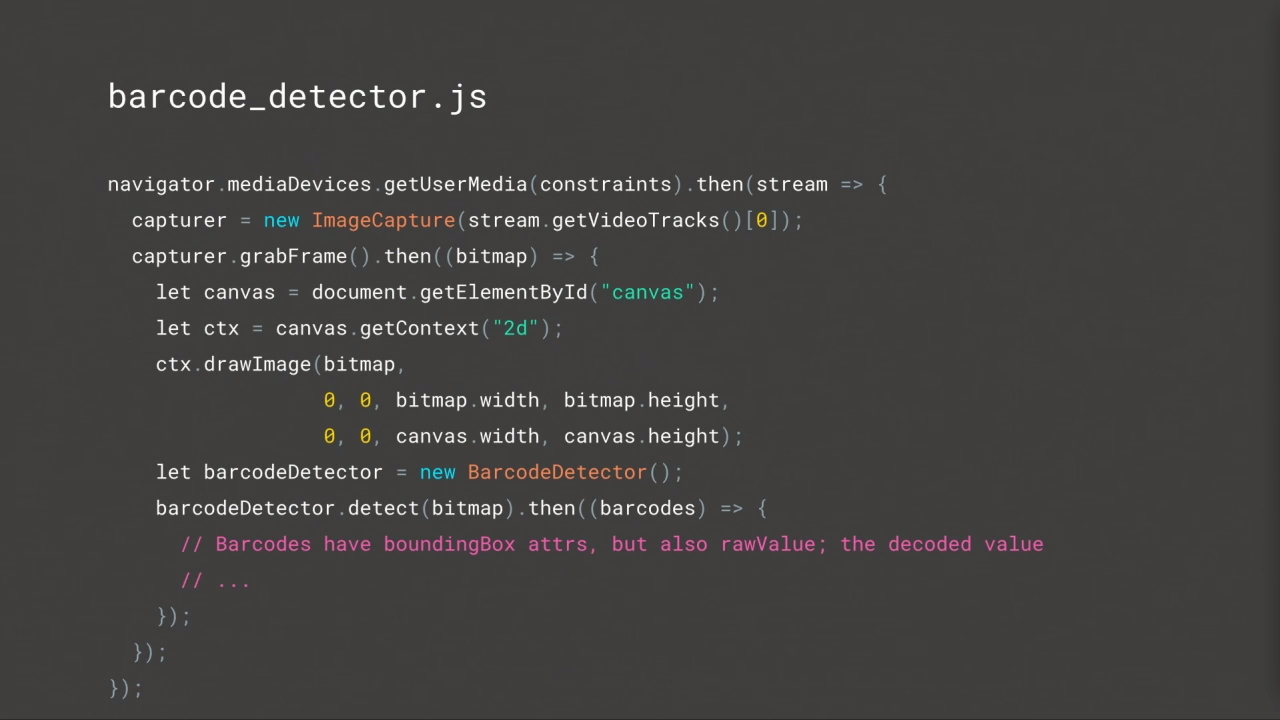 barcode_detector.js
navigator.mediaDevices.getUserMedia(constraints).then(stream => {
  capturer = new ImageCapture(stream.getVideoTracks()[0]);
  capturer.grabFrame().then((bitmap) => {
    let canvas = document.getElementById("canvas");
    let ctx = canvas.getContext("2d");
    ctx.drawImage(bitmap,
                  0, 0, bitmap.width, bitmap.height,
                  0, 0, canvas.width, canvas.height);
    let barcodeDetector = new BarcodeDetector();
    barcodeDetector.detect(bitmap).then((barcodes) => {
      // Barcodes have boundingBox attrs, but also rawValue; the decoded value
      // ...
    });
  });
});